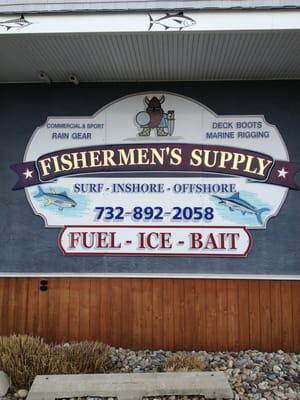 COMMERCIAL & SPORT
RAIN GEAR
DECK BOOTS
MARINE RIGGING
FISHERMEN'S SUPPLY
SURF - INSHORE - OFFSHORE
732-892-2058
FUEL - ICE - BAIT